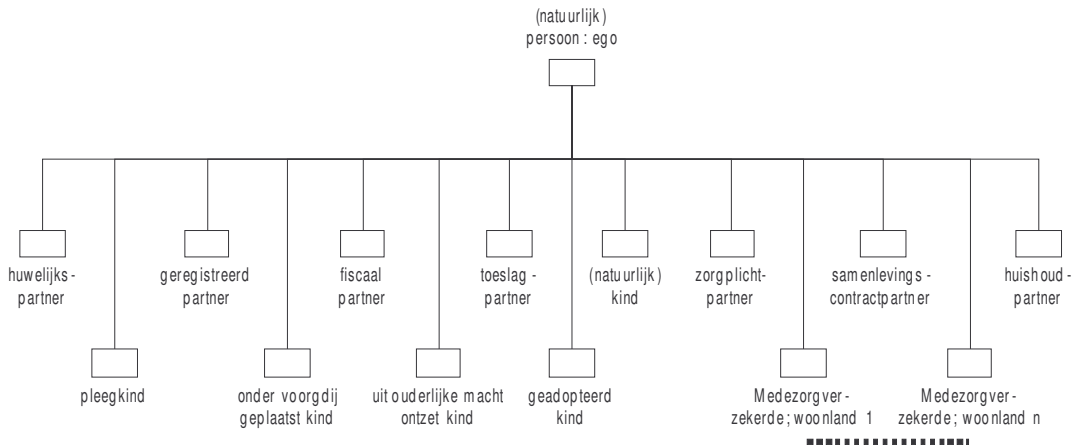 (natuurlijk)
persoon : ego
huwelijks-
partner
geregistreerd
partner
fiscaal
partner
toeslag-
partner
(natuurlijk)
kind
zorgplicht-
partner
samenlevings-
contractpartner
huishoud-
partner
pleegkind
onder voorgdij
geplaatst kind
uit ouderlijke macht
ontzet kind
geadopteerd
kind
Medezorgver-
zekerde; woonland 1
Medezorgver-
zekerde; woonland n